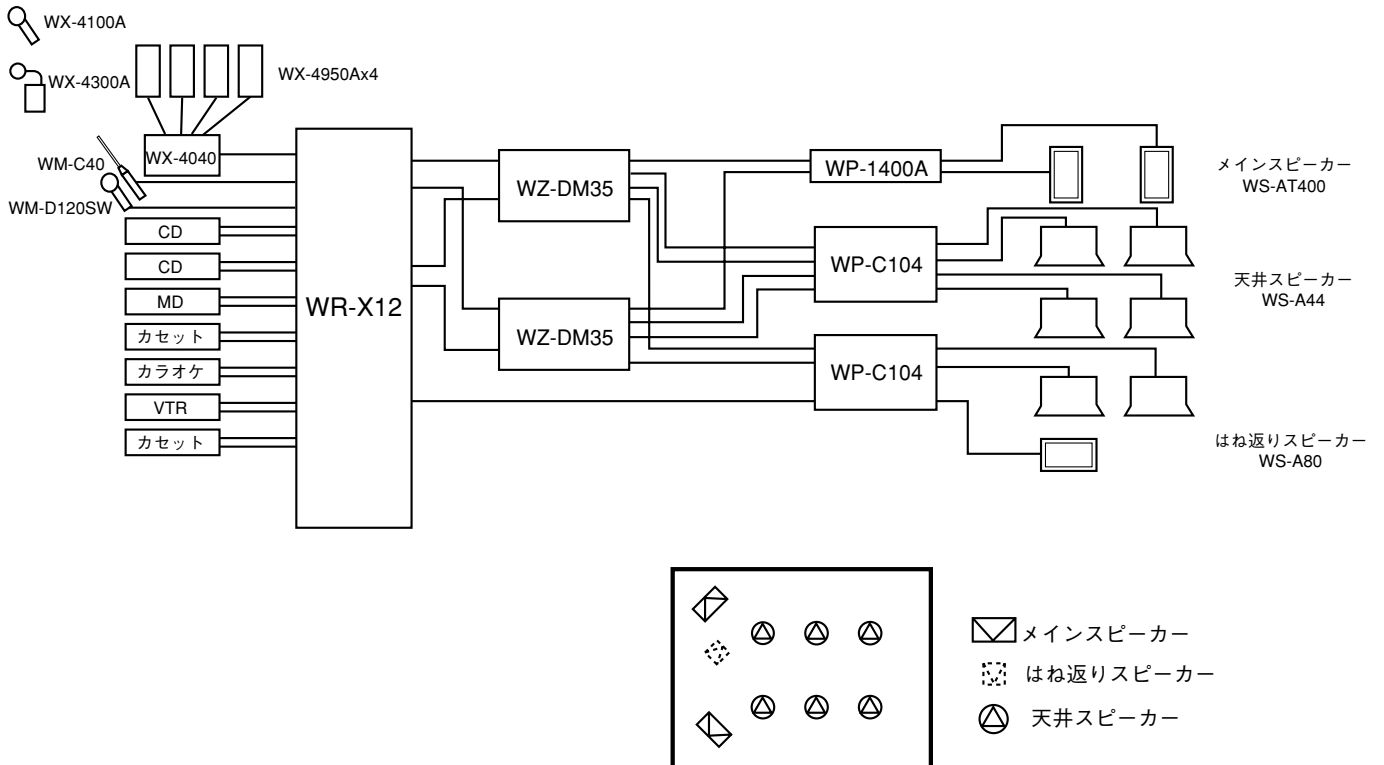 WX-4100A
WX-4300A
WX-4950Ax4
WX-4040
WM-C40
WM-D120SW
CD
CD
MD
カセット
カラオケ
VTR
カセット
WR-X12
WZ-DM35
WZ-DM35
WP-1400A
WP-C104
WP-C104
メインスピーカー
WS-AT400
天井スピーカー
WS-A44
はね返りスピーカー
WS-A80
メインスピーカー
はね返りスピーカー
天井スピーカー